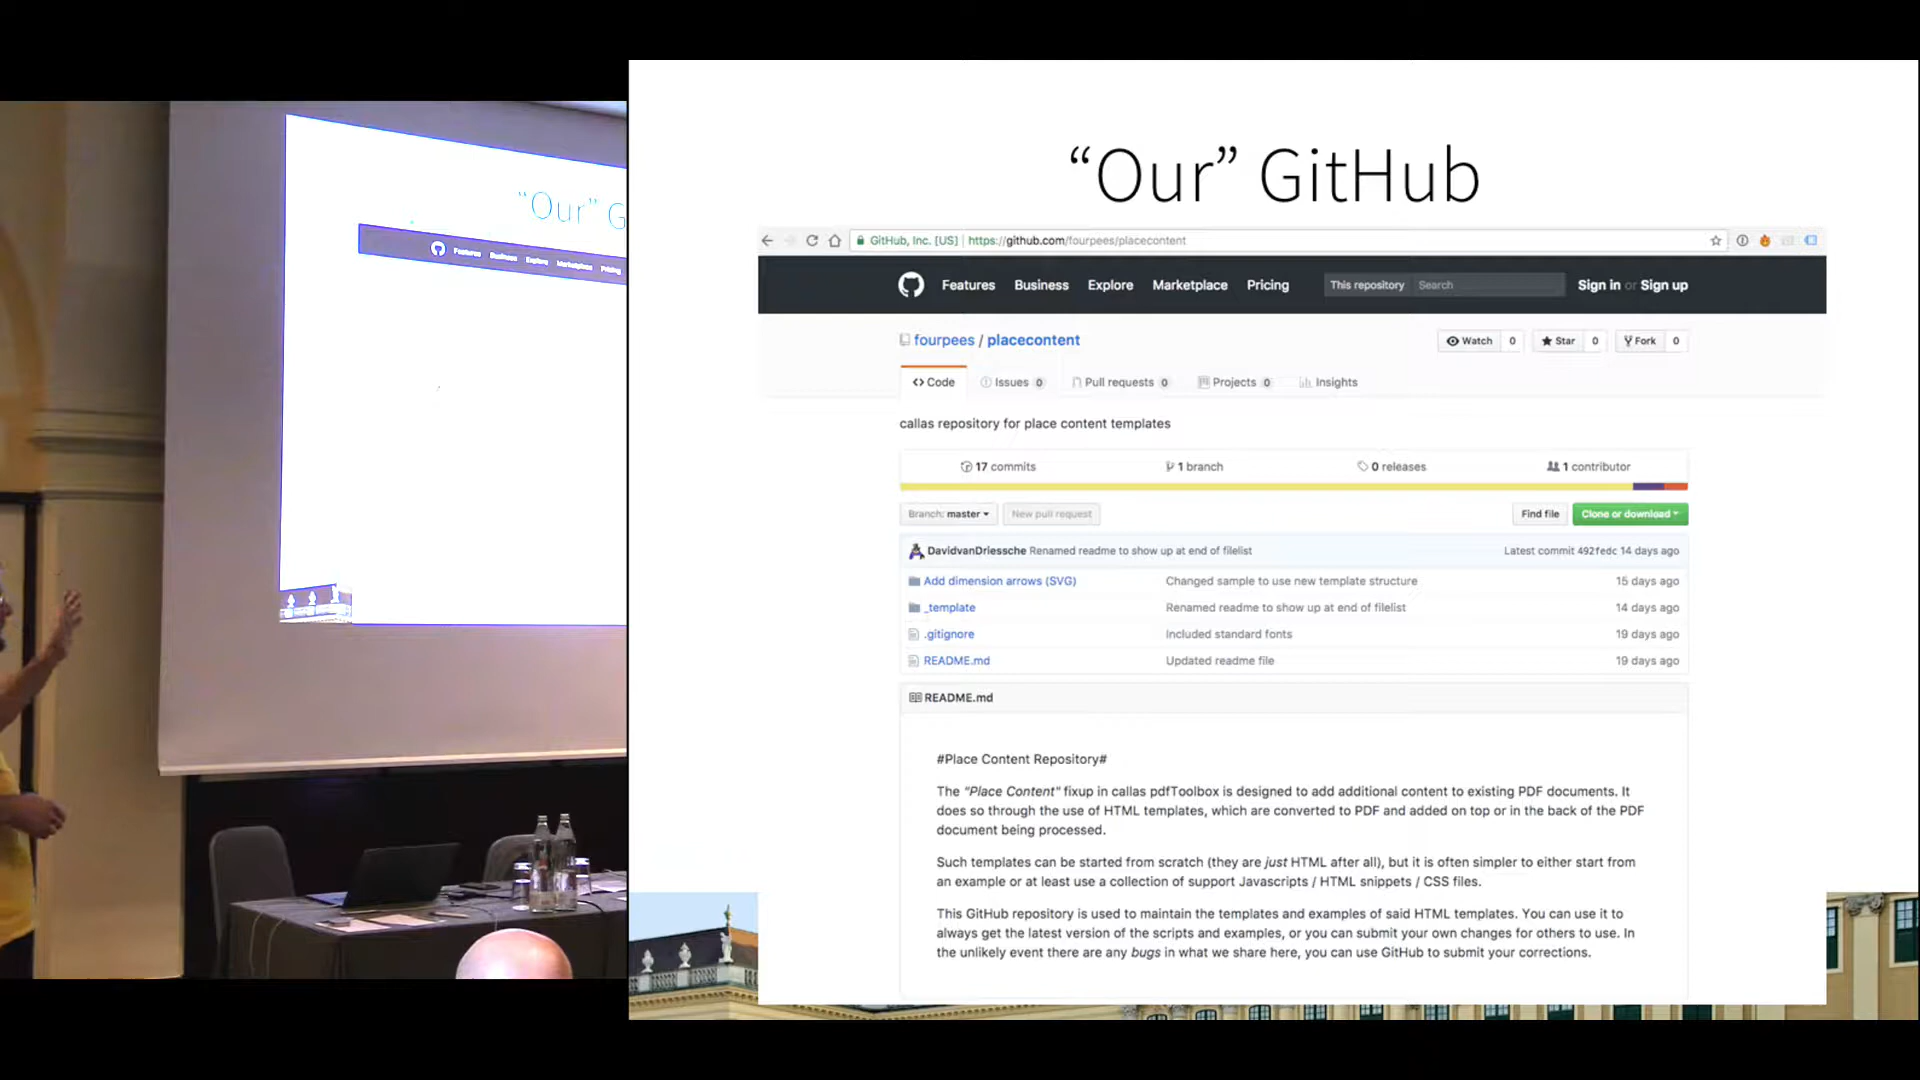 “Our” G
Features Business Explore Marketplace Pricing
“Our” GitHub
GitHub, Inc. [US] | https://github.com/fourpees/placecontent
Features Business Explore Marketplace Pricing This repository Search Sign in or Sign up
fourpees / placecontent Watch 0 Star 0 Fork 0
Code Issues 0 Pull requests 0 Projects 0 Insights
callas repository for place content templates
17 commits 1 branch 0 releases 1 contributor
Branch: master New pull request Find file Clone or download
DavidvanDriessche Renamed readme to show up at end of filelist Latest commit 492fedc 14 days ago
Add dimension arrows (SVG) Changed sample to use new template structure 15 days ago
_template Renamed readme to show up at end of filelist 14 days ago
.gitignore Included standard fonts 19 days ago
README.md Updated readme file 19 days ago
README.md
#Place Content Repository#
The "Place Content" fixup in callas pdfToolbox is designed to add additional content to existing PDF documents. It
does so through the use of HTML templates, which are converted to PDF and added on top or in the back of the PDF
document being processed.
Such templates can be started from scratch (they are just HTML after all), but it is often simpler to either start from
an example or at least use a collection of support Javascripts / HTML snippets / CSS files.
This GitHub repository is used to maintain the templates and examples of said HTML templates. You can use it to
always get the latest version of the scripts and examples, or you can submit your own changes for others to use. In
the unlikely event there are any bugs in what we share here, you can use GitHub to submit your corrections.